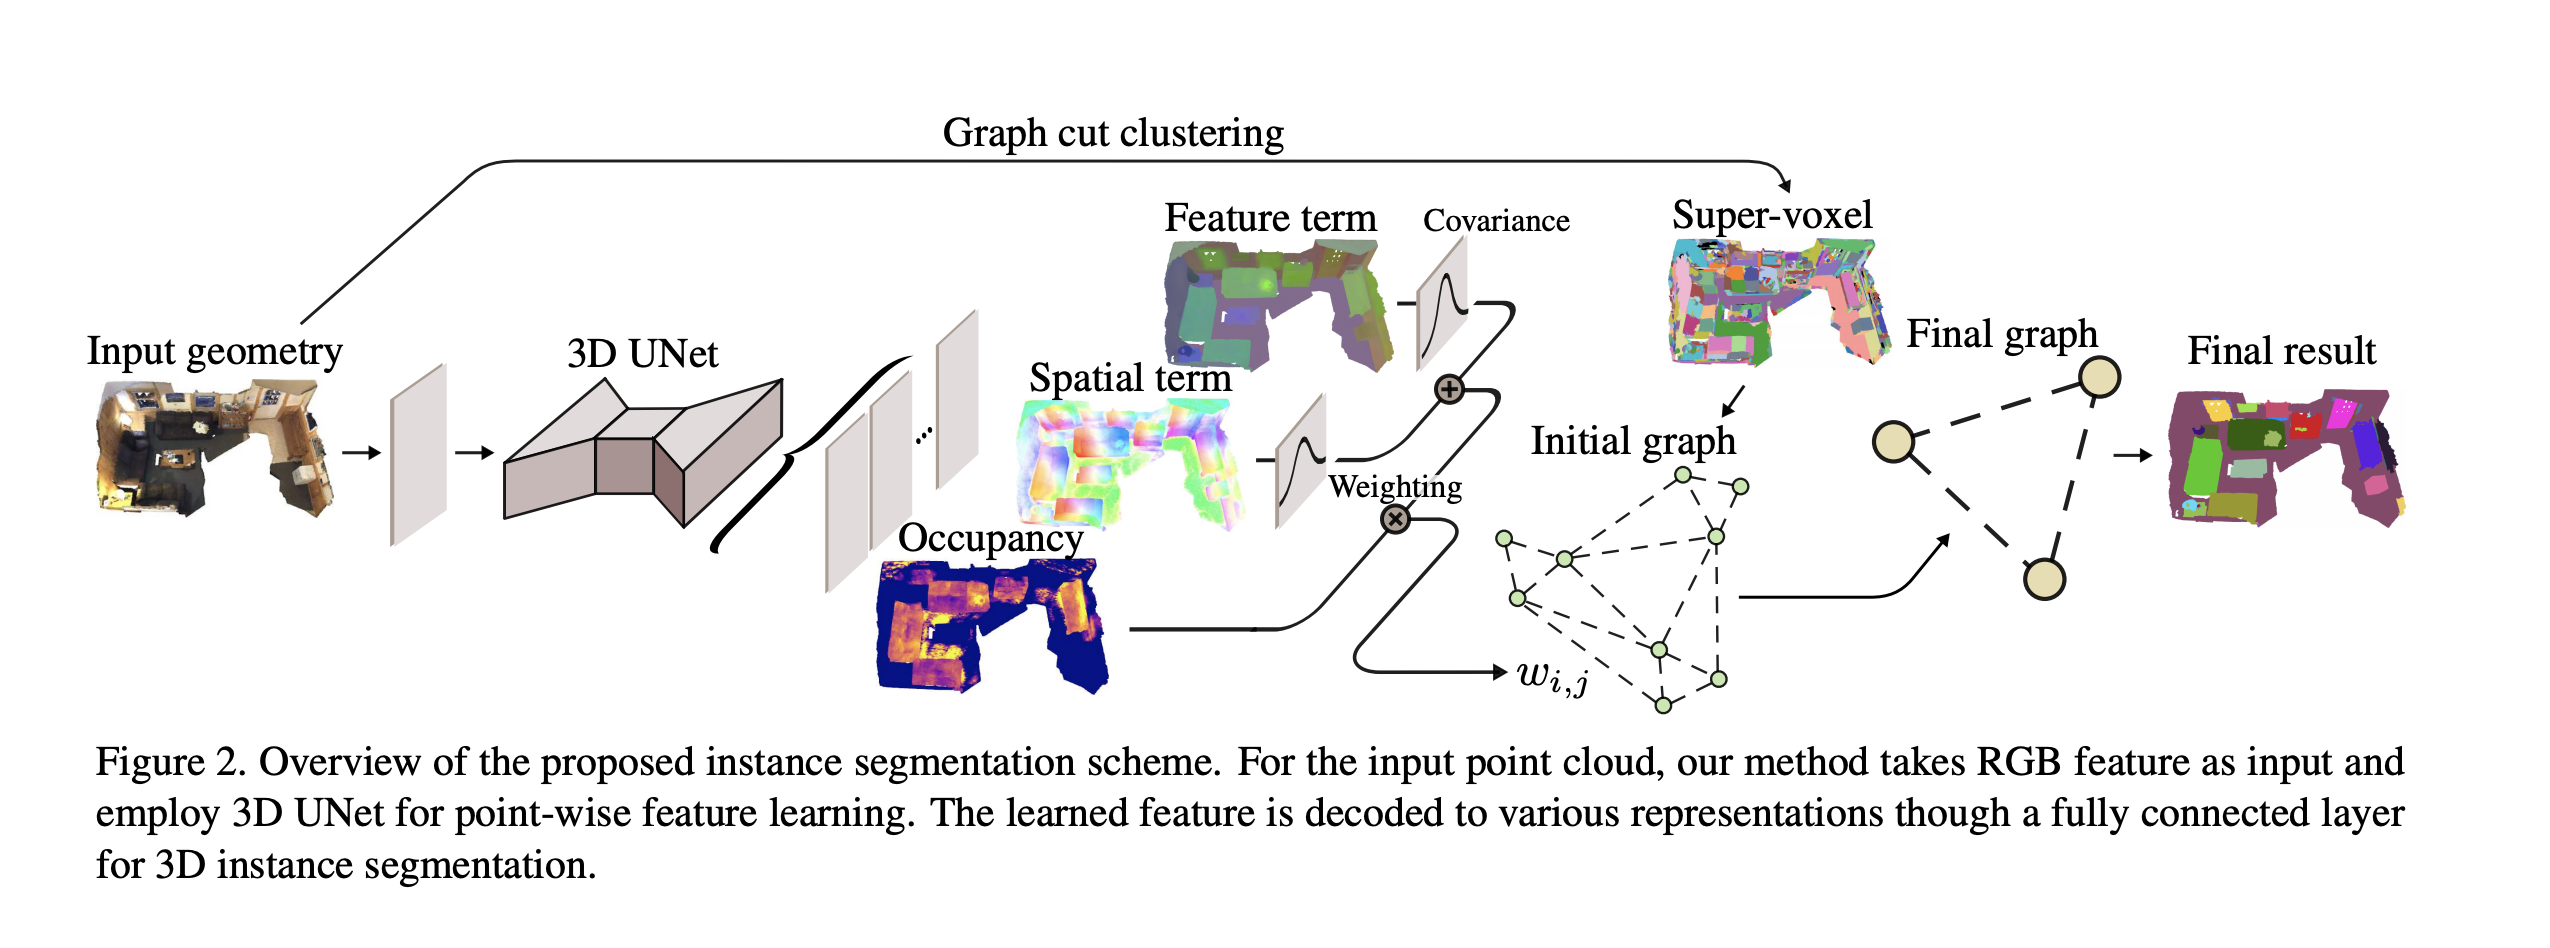 Graph cut clustering
Feature term
Covariance
Super-voxel
Input geometry
3D UNet
Spatial term
Final graph
Final result
Initial graph
Weighting
Occupancy
w_{i,j}
Figure 2. Overview of the proposed instance segmentation scheme. For the input point cloud, our method takes RGB feature as input and
employ 3D UNet for point-wise feature learning. The learned feature is decoded to various representations though a fully connected layer
for 3D instance segmentation.